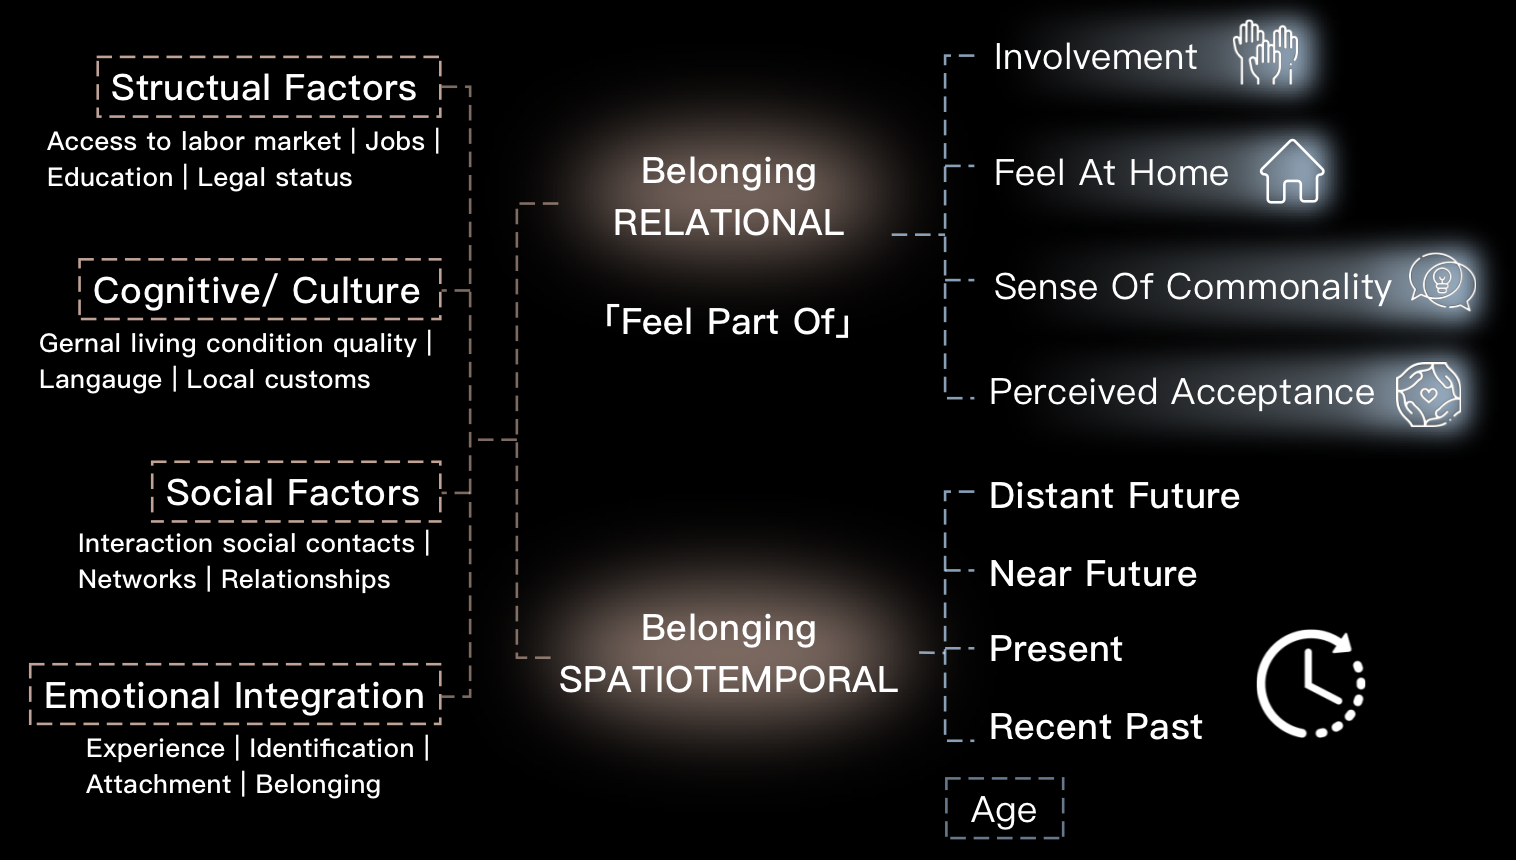 Structual Factors
Access to labor market | Jobs |
Education | Legal status
Cognitive/ Culture
Gernal living condition quality |
Langauge | Local customs
Social Factors
Interaction social contacts |
Networks | Relationships
Emotional Integration
Experience | Identification |
Attachment | Belonging
Belonging
RELATIONAL
「Feel Part Of」
Belonging
SPATIOTEMPORAL
Involvement
Feel At Home
Sense Of Commonality
Perceived Acceptance
Distant Future
Near Future
Present
Recent Past
Age